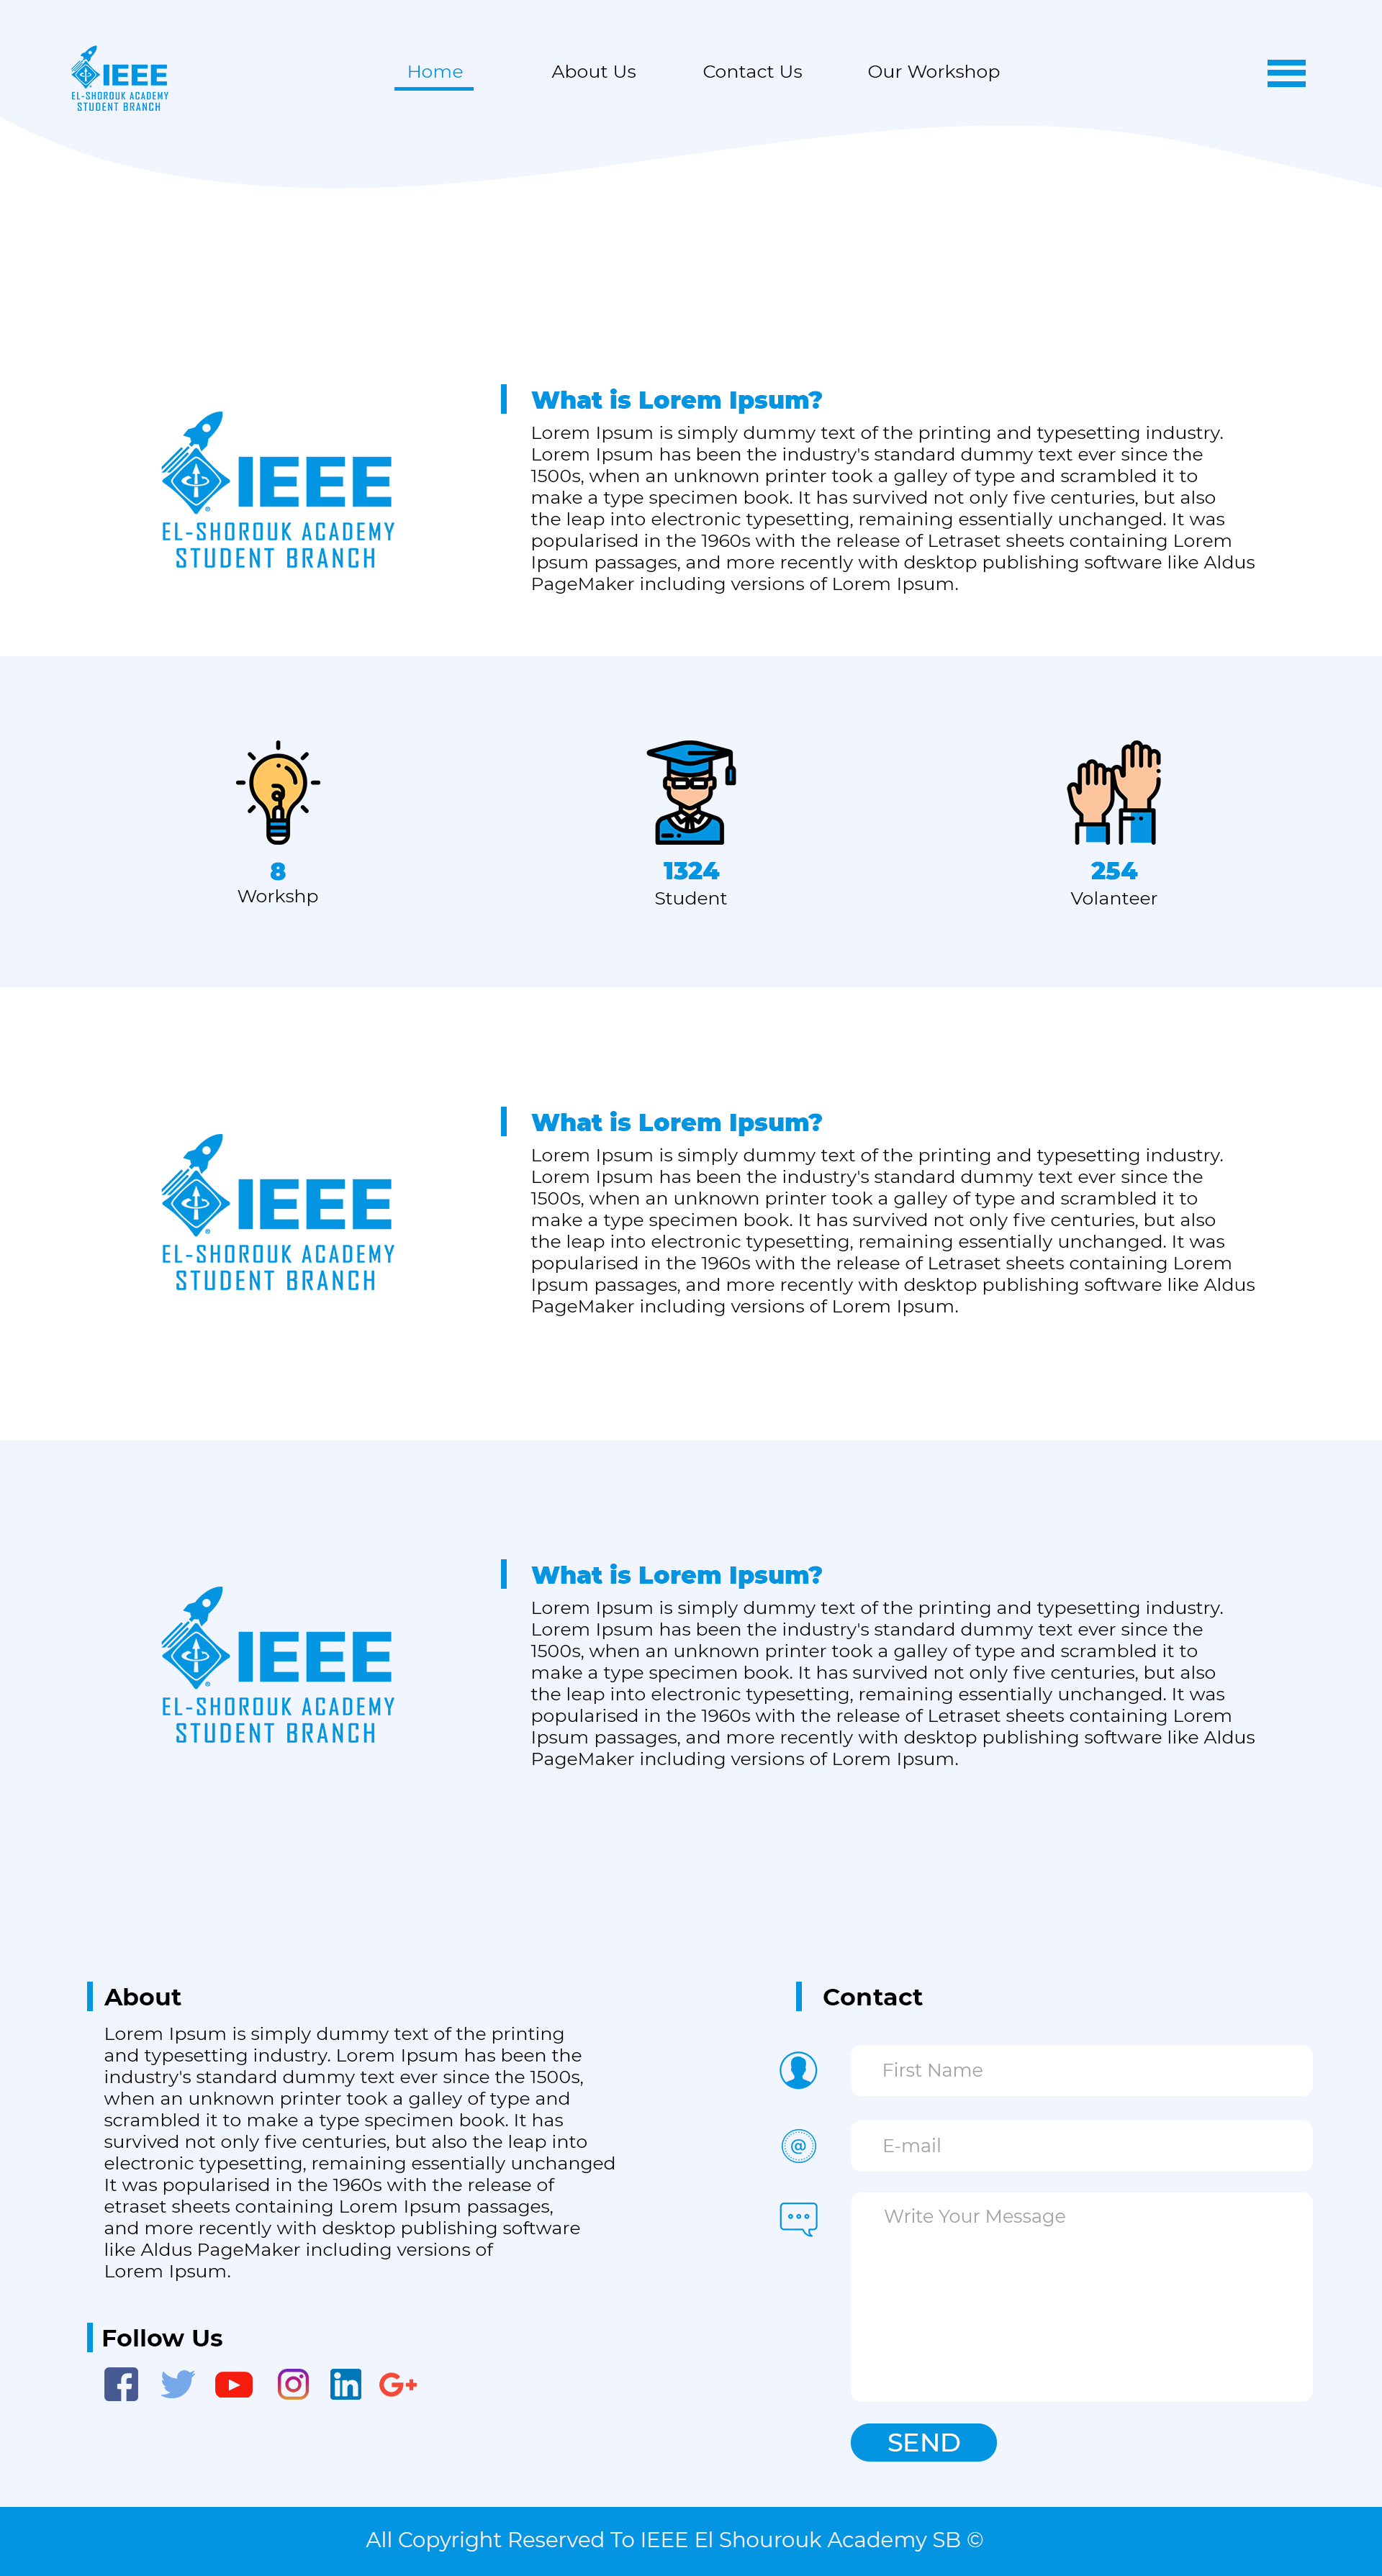 IEEE
EL-SHOROUK ACADEMY
STUDENT BRANCH
Home
About Us
Contact Us
Our Workshop
IEEE
EL-SHOROUK ACADEMY
STUDENT BRANCH
What is Lorem Ipsum?
Lorem Ipsum is simply dummy text of the printing and typesetting industry.
Lorem Ipsum has been the industry's standard dummy text ever since the
1500s, when an unknown printer took a galley of type and scrambled it to
make a type specimen book. It has survived not only five centuries, but also
the leap into electronic typesetting, remaining essentially unchanged. It was
popularised in the 1960s with the release of Letraset sheets containing Lorem
Ipsum passages, and more recently with desktop publishing software like Aldus
PageMaker including versions of Lorem Ipsum.
8
Workshp
1324
Student
254
Volanteer
IEEE
EL-SHOROUK ACADEMY
STUDENT BRANCH
What is Lorem Ipsum?
Lorem Ipsum is simply dummy text of the printing and typesetting industry.
Lorem Ipsum has been the industry's standard dummy text ever since the
1500s, when an unknown printer took a galley of type and scrambled it to
make a type specimen book. It has survived not only five centuries, but also
the leap into electronic typesetting, remaining essentially unchanged. It was
popularised in the 1960s with the release of Letraset sheets containing Lorem
Ipsum passages, and more recently with desktop publishing software like Aldus
PageMaker including versions of Lorem Ipsum.
IEEE
EL-SHOROUK ACADEMY
STUDENT BRANCH
What is Lorem Ipsum?
Lorem Ipsum is simply dummy text of the printing and typesetting industry.
Lorem Ipsum has been the industry's standard dummy text ever since the
1500s, when an unknown printer took a galley of type and scrambled it to
make a type specimen book. It has survived not only five centuries, but also
the leap into electronic typesetting, remaining essentially unchanged. It was
popularised in the 1960s with the release of Letraset sheets containing Lorem
Ipsum passages, and more recently with desktop publishing software like Aldus
PageMaker including versions of Lorem Ipsum.
About
Lorem Ipsum is simply dummy text of the printing
and typesetting industry. Lorem Ipsum has been the
industry's standard dummy text ever since the 1500s,
when an unknown printer took a galley of type and
scrambled it to make a type specimen book. It has
survived not only five centuries, but also the leap into
electronic typesetting, remaining essentially unchanged
It was popularised in the 1960s with the release of
etraset sheets containing Lorem Ipsum passages,
and more recently with desktop publishing software
like Aldus PageMaker including versions of
Lorem Ipsum.
Follow Us
Contact
First Name
E-mail
Write Your Message
SEND
All Copyright Reserved To IEEE El Shourouk Academy SB ©